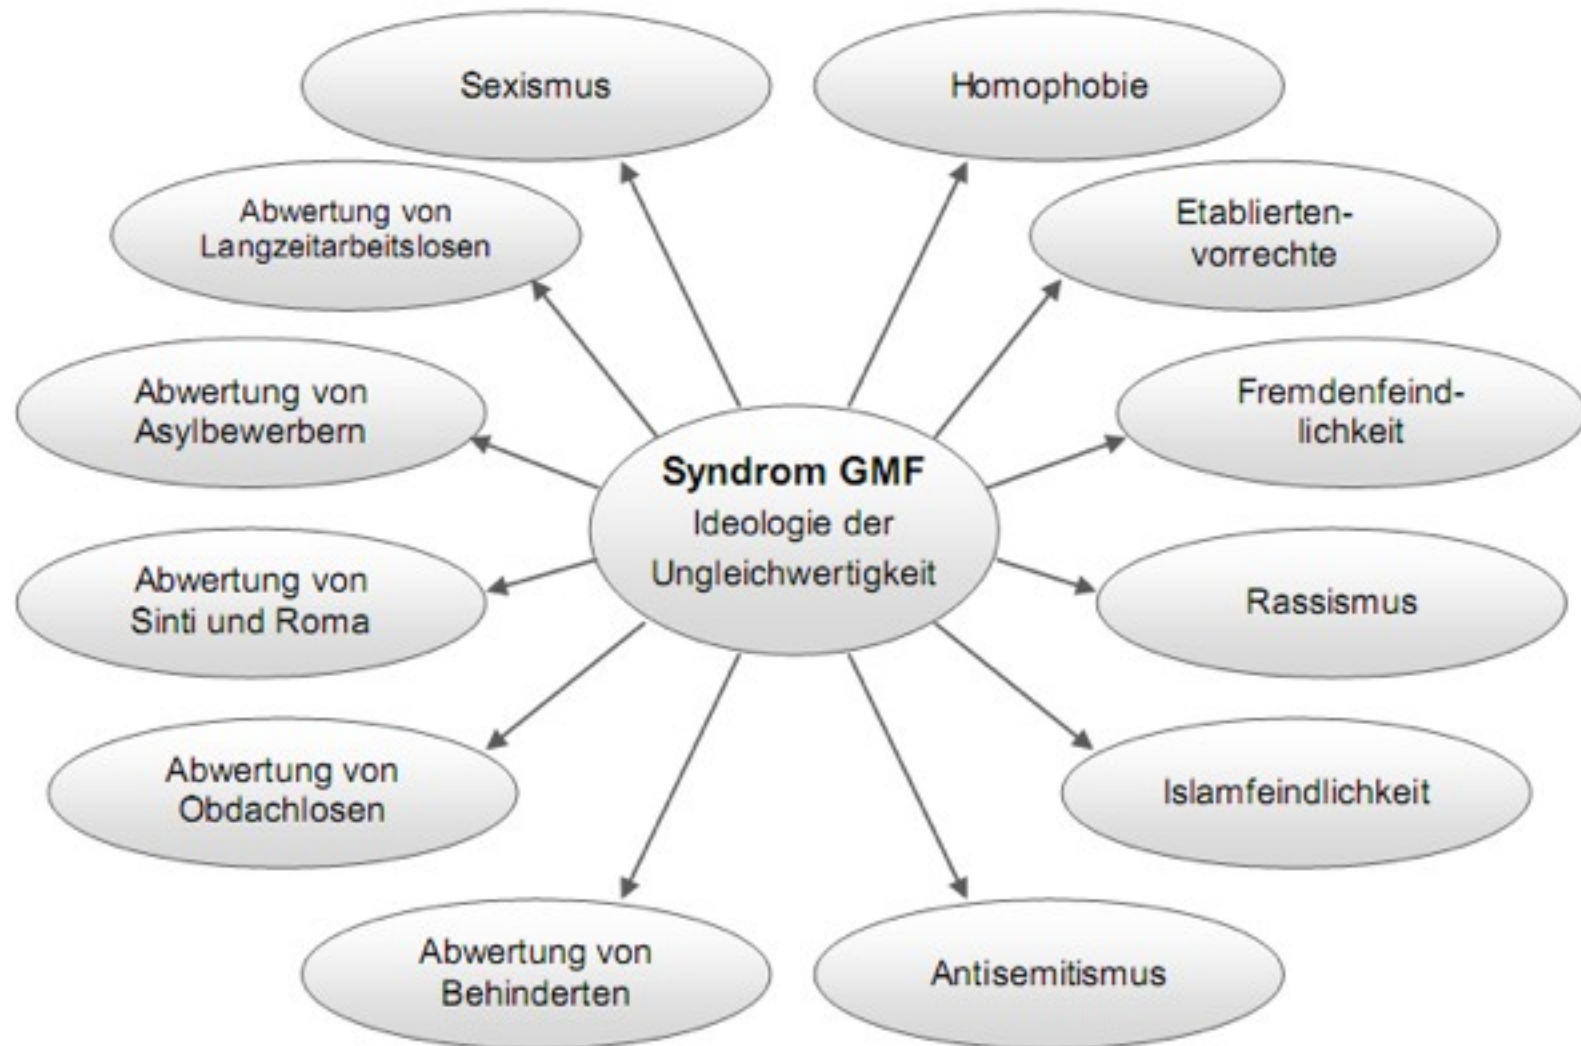 Sexismus
Homophobie
Abwertung von
Langzeitarbeitslosen
Etablierten-
vorrechte
Abwertung von
Asylbewerbern
Fremdenfeind-
lichkeit
Syndrom GMF
Ideologie der
Ungleichwertigkeit
Abwertung von
Sinti und Roma
Rassismus
Abwertung von
Obdachlosen
Islamfeindlichkeit
Abwertung von
Behinderten
Antisemitismus